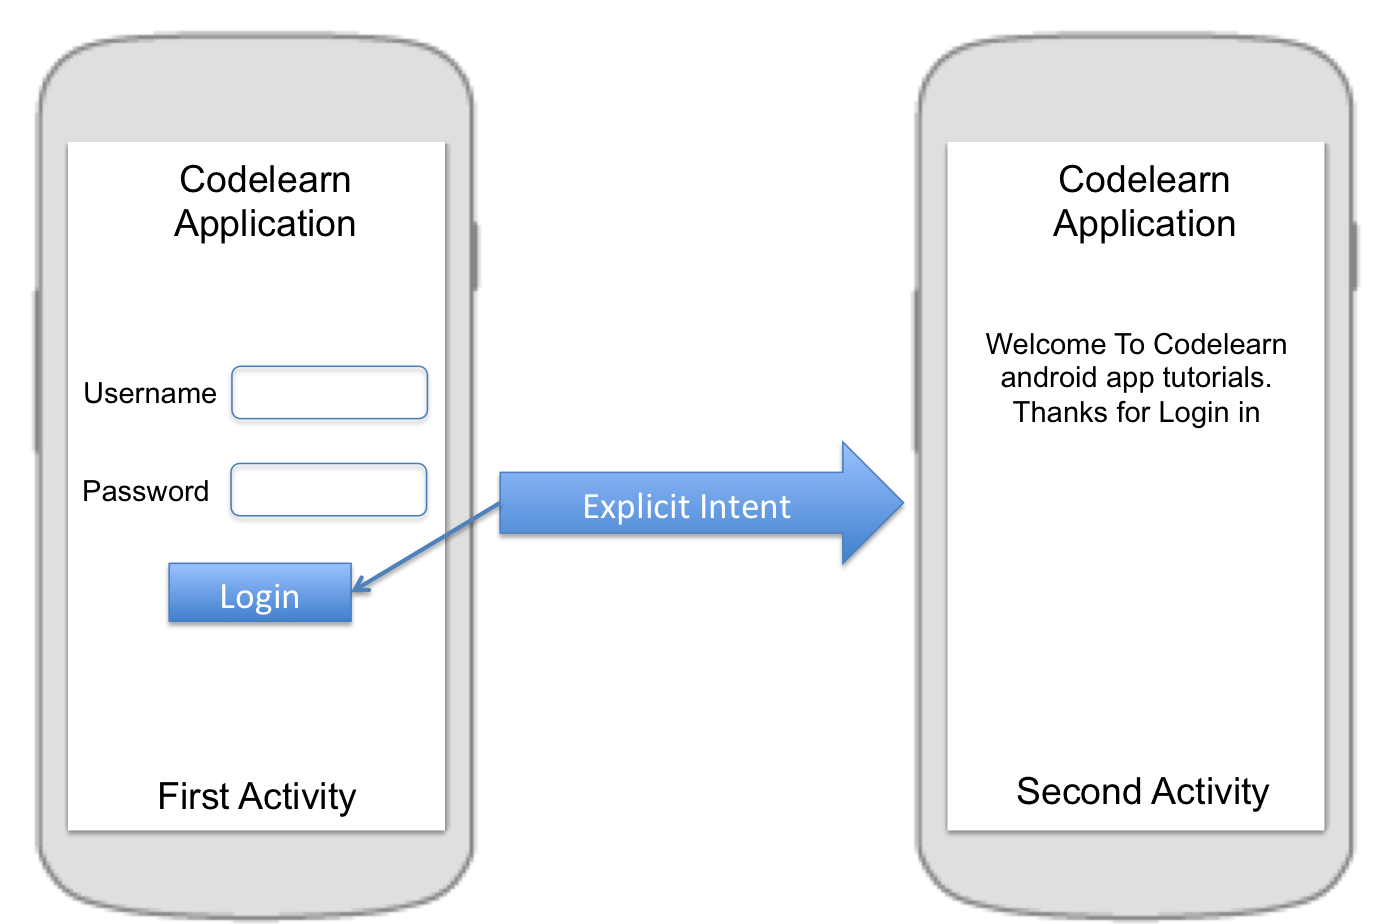 Codelearn
Application
Username
Password
Login
First Activity
Explicit Intent
Codelearn
Application
Welcome To Codelearn
android app tutorials.
Thanks for Login in
Second Activity